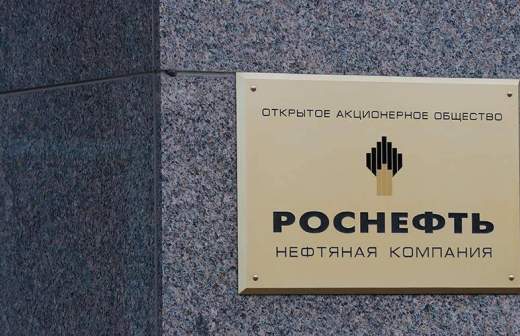 ОТКРЫТОЕ АКЦИОНЕРНОЕ ОБЩЕСТВО
РОСНЕФТЬ
НЕФТЯНАЯ КОМПАНИЯ